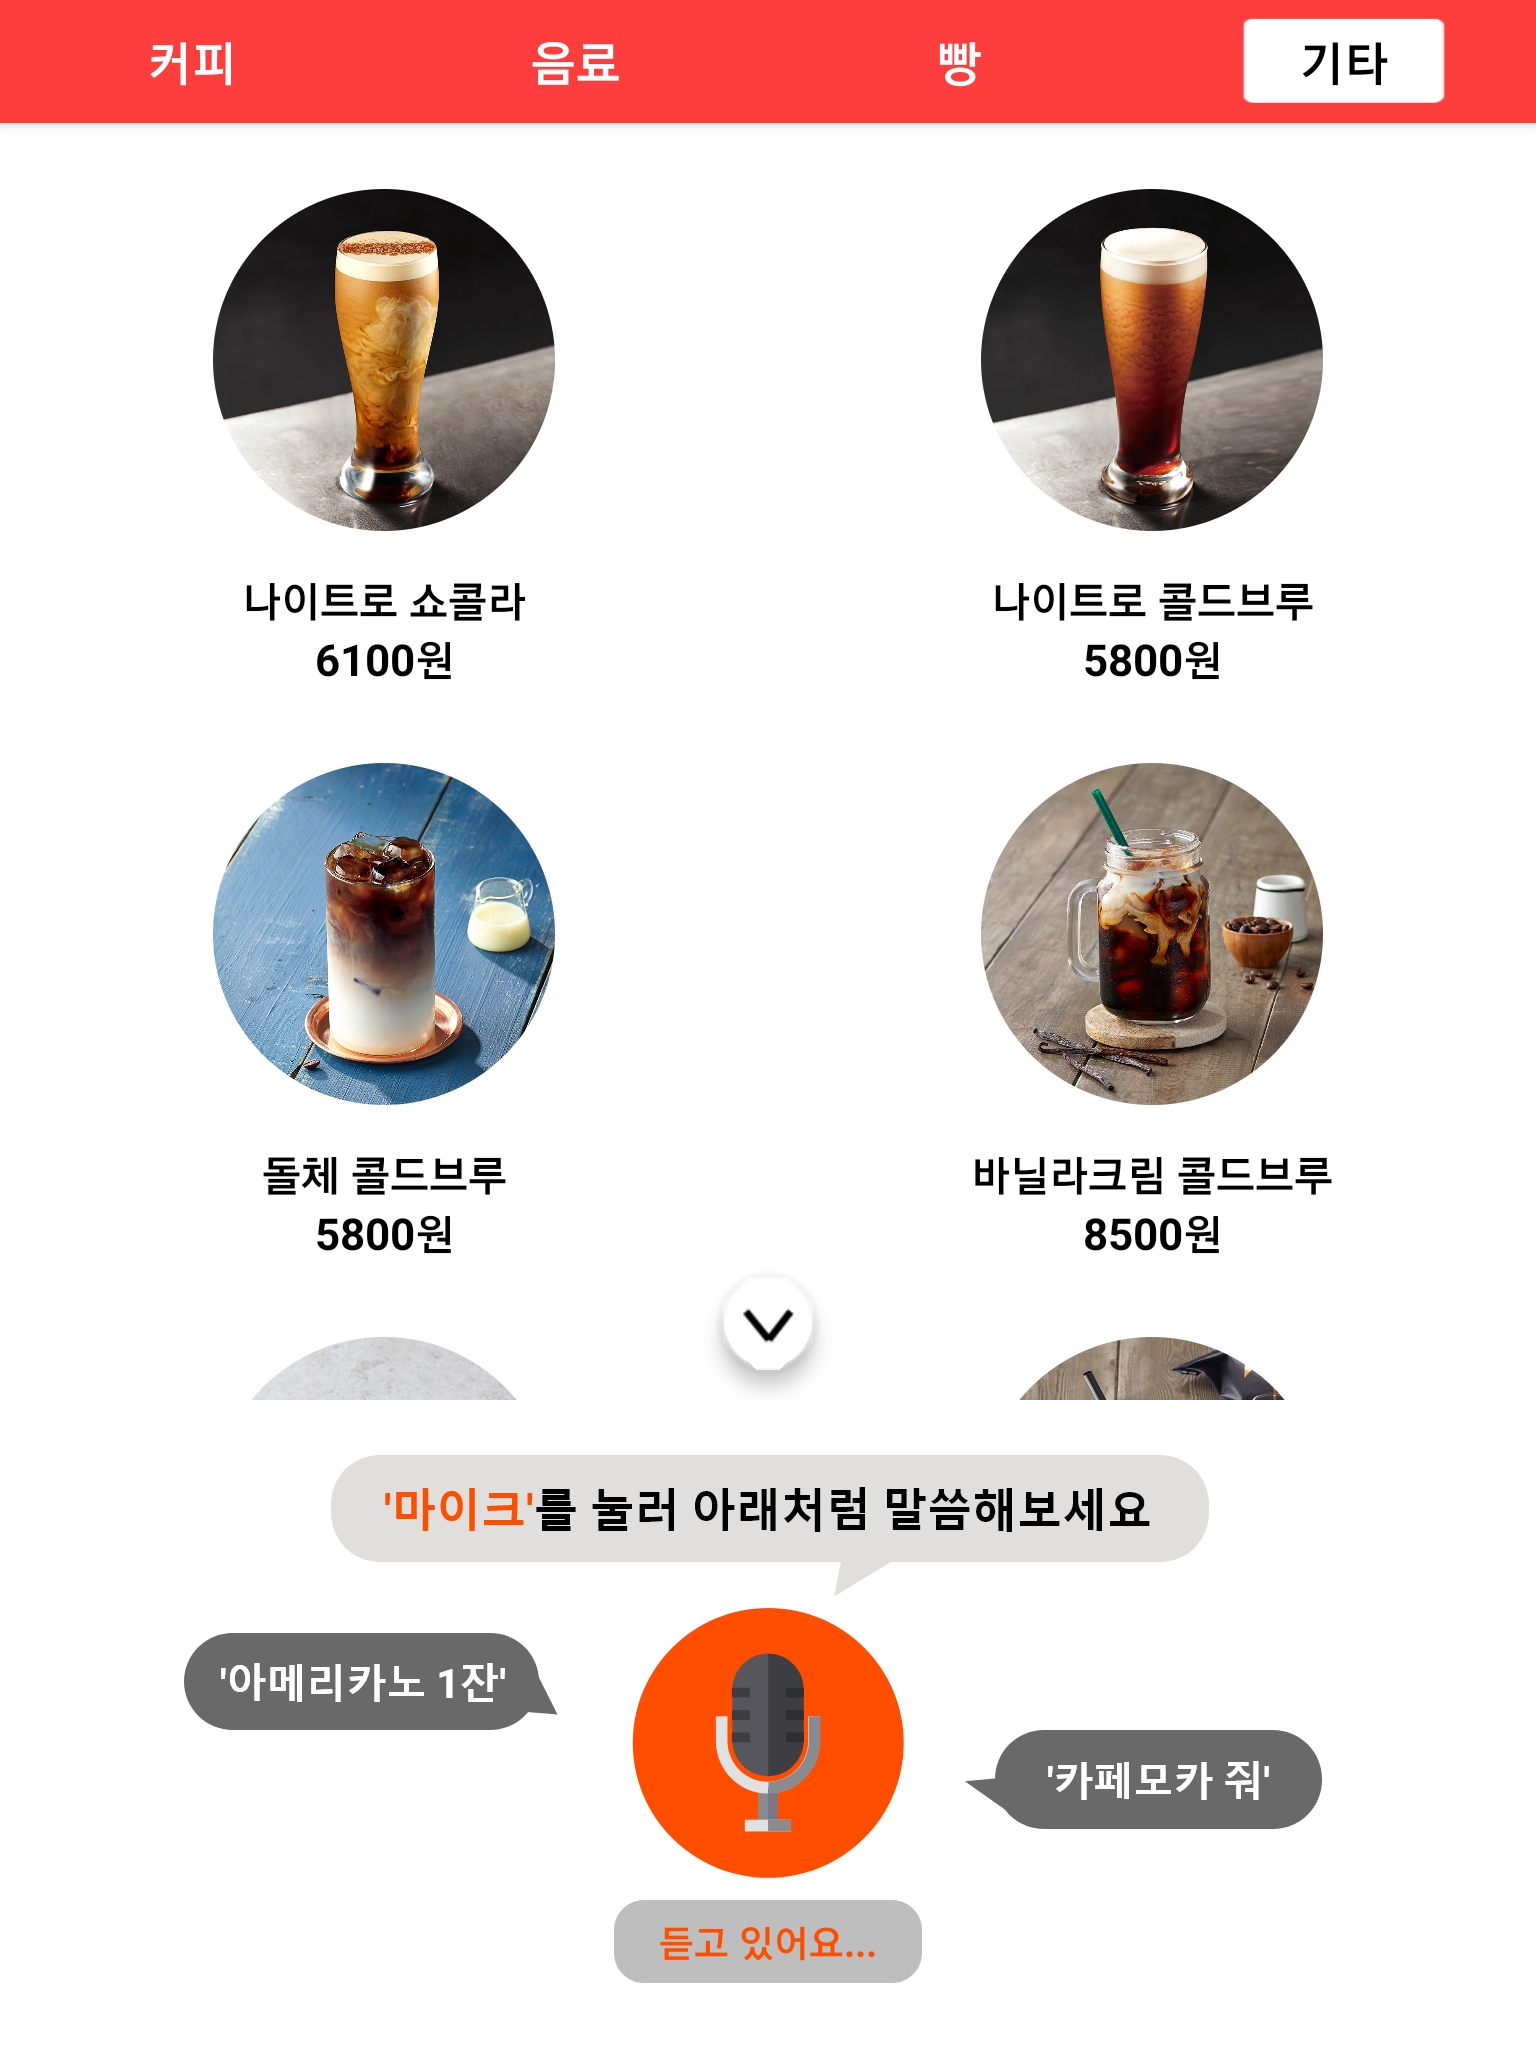 커피 음료 빵 기타
나이트로 쇼콜라 나이트로 콜드브루
6100원 5800원
돌체 콜드브루 바닐라크림 콜드브루
5800원 8500원
'마이크'를 눌러 아래처럼 말씀해보세요
'아메리카노 1잔'
'카페모카 줘'
듣고 있어요...